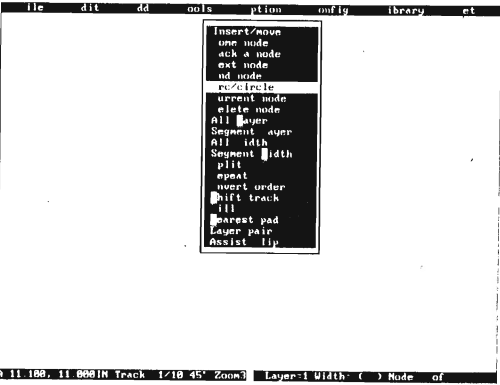 ile dit dd ools ption onfig ibrary et
Insert/move
ome node
ack a node
ext node
nd node
rc/circle
urrent node
elete node
All ayer
Segment ayer
All idth
Segment idth
plit
epeat
nvert order
hift track
ill
earest pad
Layer pair
Assist lip
11.100, 11.000IN Track 1/10 45° Zoom3 Layer=1 Width= ( ) Node of